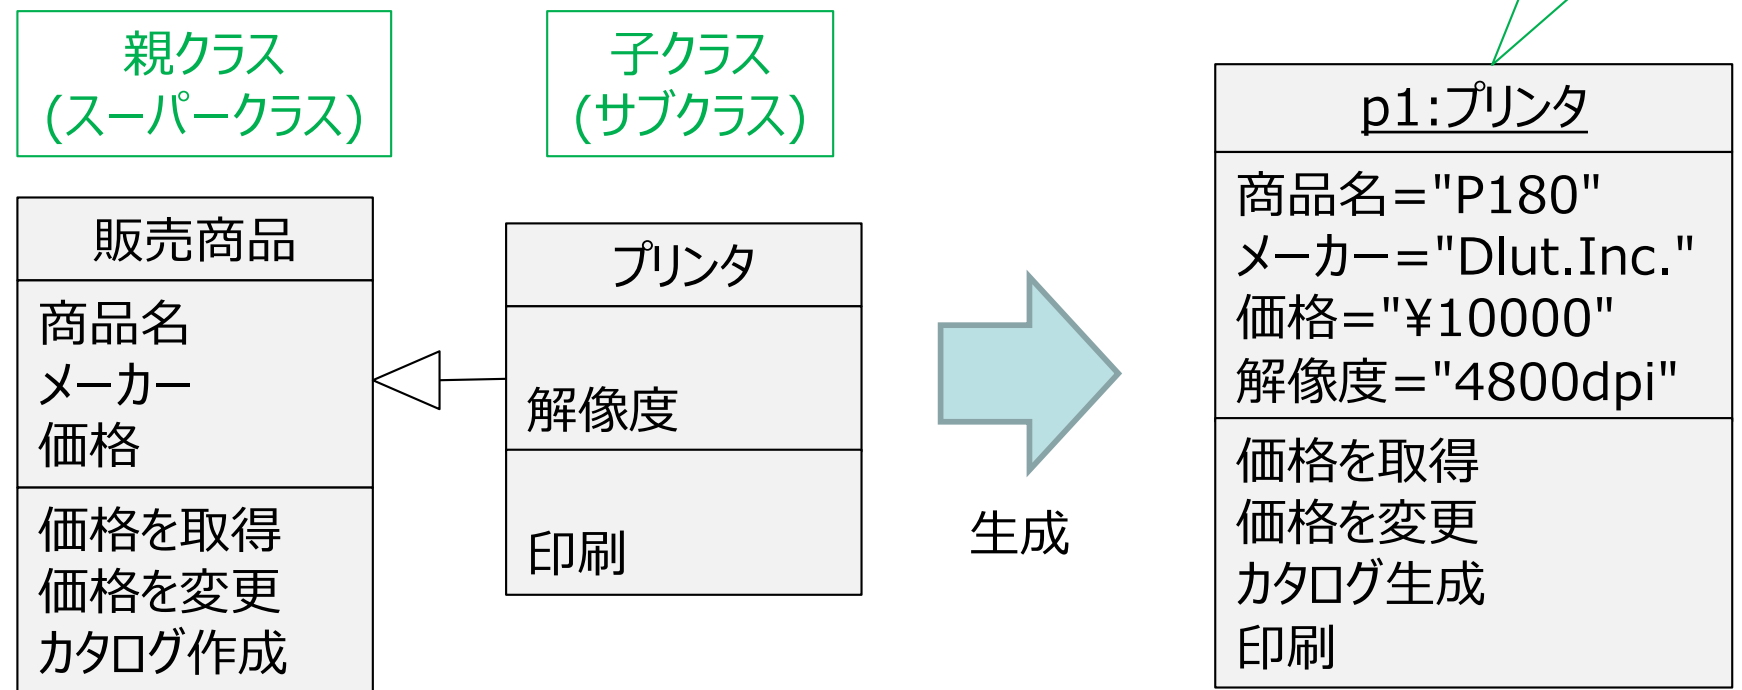 親クラス
(スーパークラス)
子クラス
(サブクラス)
販売商品
商品名
メーカー
価格
価格を取得
価格を変更
カタログ作成
プリンタ
解像度
印刷
生成
p1:プリンタ
商品名="P180"
メーカー="Dlut.Inc."
価格="¥10000"
解像度="4800dpi"
価格を取得
価格を変更
カタログ生成
印刷